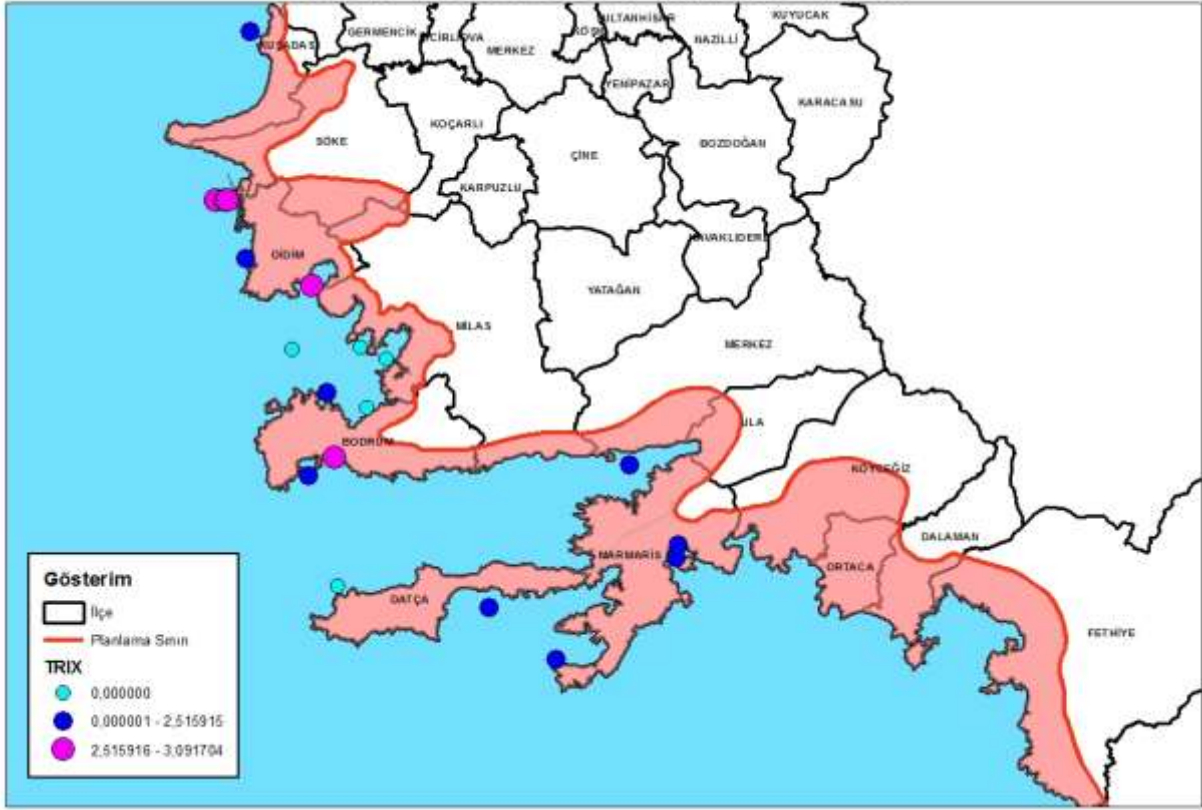 SULTANHİSAR
KUYUCAK
KUŞADASI
GERMENCİK
İNCİRLİOVA
MERKEZ
KÖŞK
NAZİLLİ
YENİPAZAR
KARACASU
SÖKE
KOÇARLI
ÇİNE
BOZDOĞAN
KARPUZLU
KAVAKLIDERE
DİDİM
YATAĞAN
MİLAS
MERKEZ
ULA
BODRUM
KÖYCEĞİZ
MARMARİS
DALAMAN
ORTACA
DATÇA
FETHİYE
Gösterim
İlçe
Planlama Sınırı
TRIX
0,000000
0,000001 - 2,515915
2,515916 - 3,091704